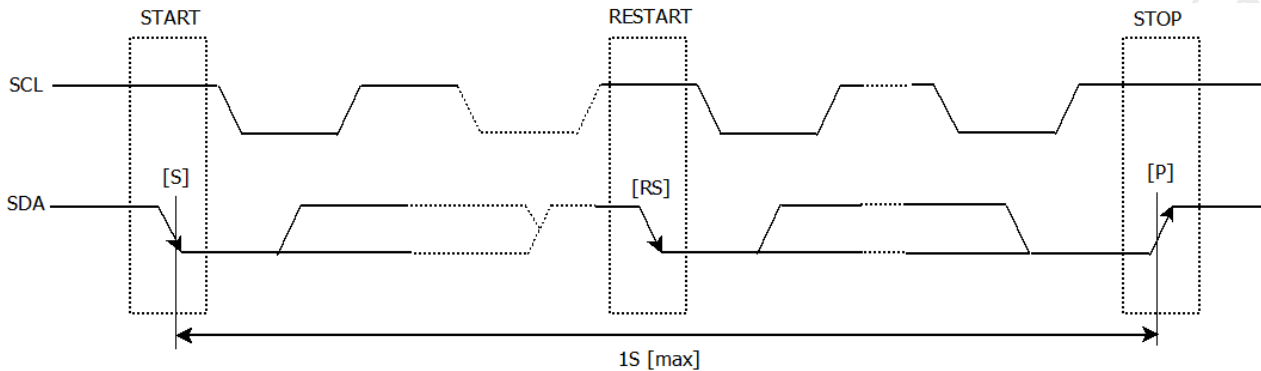 START
RESTART
STOP
SCL
[S]
[RS]
[P]
SDA
1S [max]